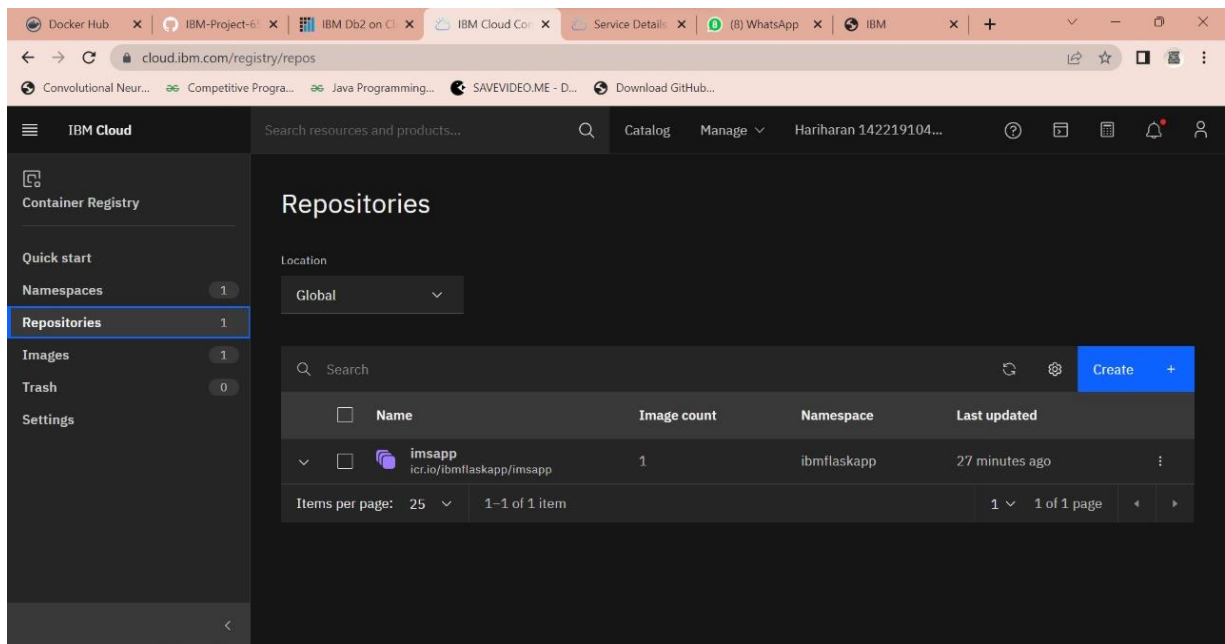 Docker Hub IBM-Project-6 IBM Db2 on Cl IBM Cloud Con Service Details (8) WhatsApp IBM
cloud.ibm.com/registry/repos
Convolutional Neur... Competitive Progra... Java Programming... SAVEVIDEO.ME - D... Download GitHub...
IBM Cloud Search resources and products... Catalog Manage Hariharan 142219104...
Container Registry
Quick start
Namespaces 1
Repositories 1
Images 1
Trash 0
Settings
Repositories
Location
Global
Search Create +
Name Image count Namespace Last updated
imsapp
icr.io/ibmflaskapp/imsapp 1 ibmflaskapp 27 minutes ago
Items per page: 25 1–1 of 1 item 1 1 of 1 page